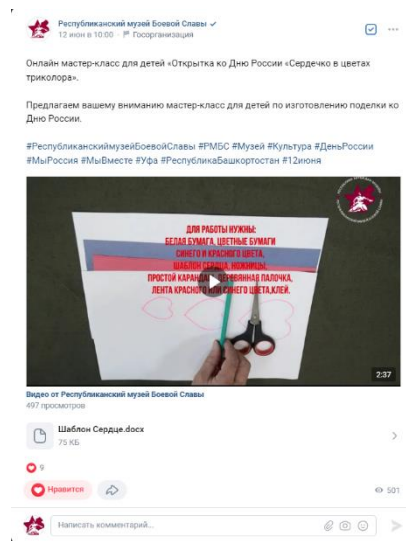 Республиканский музей Боевой Славы
12 июн в 10:00 · Госорганизация
Онлайн мастер-класс для детей «Открытка ко Дню России «Сердечко в цветах
триколора».
Предлагаем вашему вниманию мастер-класс для детей по изготовлению поделки ко
Дню России.
#РеспубликанскиймузейБоевойСлавы #РМБС #Музей #Культура #ДеньРоссии
#МыРоссия #МыВместе #Уфа #РеспубликаБашкортостан #12июня
ДЛЯ РАБОТЫ НУЖНЫ:
БЕЛАЯ БУМАГА, ЦВЕТНЫЕ БУМАГИ
СИНЕГО И КРАСНОГО ЦВЕТА,
ШАБЛОН СЕРДЦА, НОЖНИЦЫ,
ПРОСТОЙ КАРАНДАШ, ДЕРЕВЯННАЯ ПАЛОЧКА,
ЛЕНТА КРАСНОГО ИЛИ СИНЕГО ЦВЕТА,КЛЕЙ.
2:37
Видео от Республиканский музей Боевой Славы
497 просмотров
Шаблон Сердце.docx
75 КБ
9
Нравится
501
Написать комментарий...